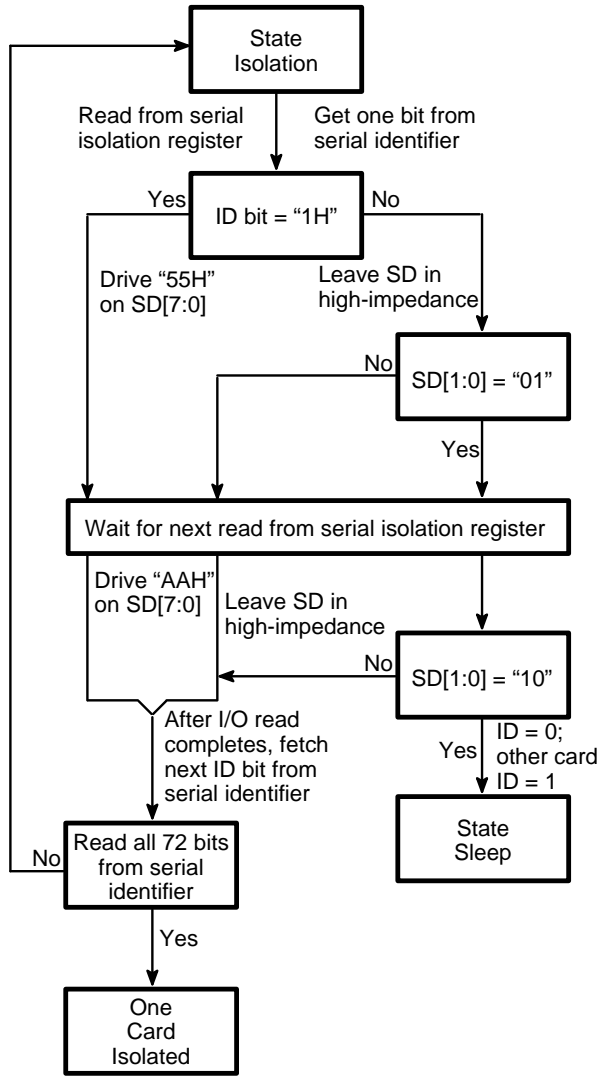 State
Isolation
Read from serial
isolation register
Get one bit from
serial identifier
Yes
ID bit = “1H”
No
Drive “55H”
on SD[7:0]
Leave SD in
high-impedance
No
SD[1:0] = “01”
Yes
Wait for next read from serial isolation register
Drive “AAH”
on SD[7:0]
Leave SD in
high-impedance
No
SD[1:0] = “10”
After I/O read
completes, fetch
next ID bit from
serial identifier
Yes
ID = 0;
other card
ID = 1
State
Sleep
No
Read all 72 bits
from serial
identifier
Yes
One
Card
Isolated